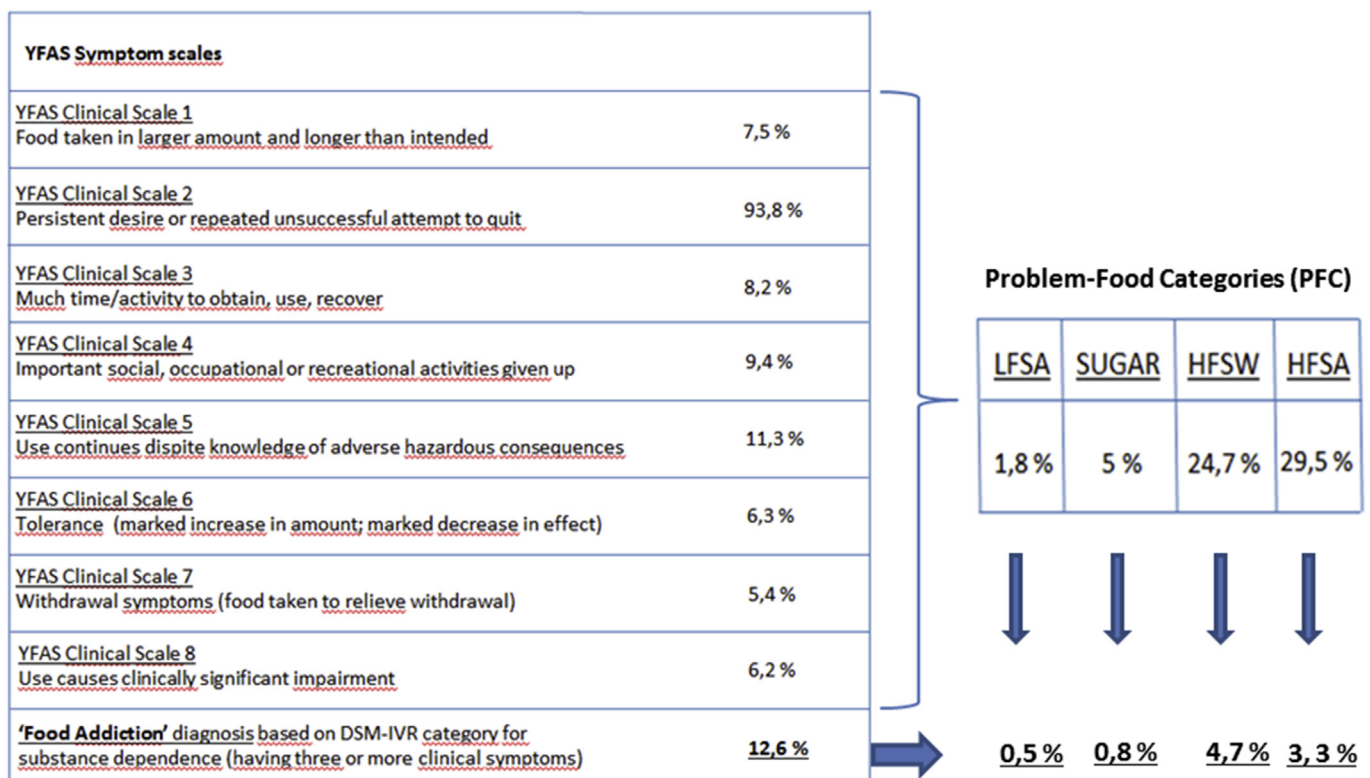 YFAS Symptom scales
YFAS Clinical Scale 1
Food taken in larger amount and longer than intended
7,5 %
YFAS Clinical Scale 2
Persistent desire or repeated unsuccessful attempt to quit
93,8 %
YFAS Clinical Scale 3
Much time/activity to obtain, use, recover
8,2 %
YFAS Clinical Scale 4
Important social, occupational or recreational activities given up
9,4 %
YFAS Clinical Scale 5
Use continues dispite knowledge of adverse hazardous consequences
11,3 %
YFAS Clinical Scale 6
Tolerance (marked increase in amount; marked decrease in effect)
6,3 %
YFAS Clinical Scale 7
Withdrawal symptoms (food taken to relieve withdrawal)
5,4 %
YFAS Clinical Scale 8
Use causes clinically significant impairment
6,2 %
‘Food Addiction’ diagnosis based on DSM-IVR category for
substance dependence (having three or more clinical symptoms)
12,6 %
Problem-Food Categories (PFC)
LFSA SUGAR HFSW HFSA
1,8 % 5 % 24,7 % 29,5 %
0,5 % 0,8 % 4,7 % 3, 3 %